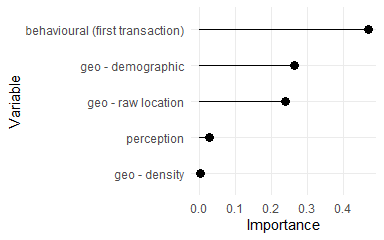 behavioural (first transaction)
geo - demographic
geo - raw location
perception
geo - density
Variable
0.0 0.1 0.2 0.3 0.4
Importance